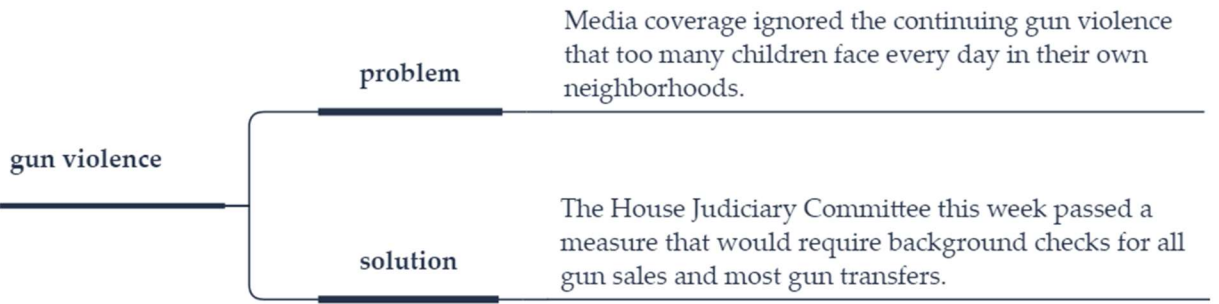 Media coverage ignored the continuing gun violence
that too many children face every day in their own
neighborhoods.
problem
gun violence
The House Judiciary Committee this week passed a
measure that would require background checks for all
gun sales and most gun transfers.
solution